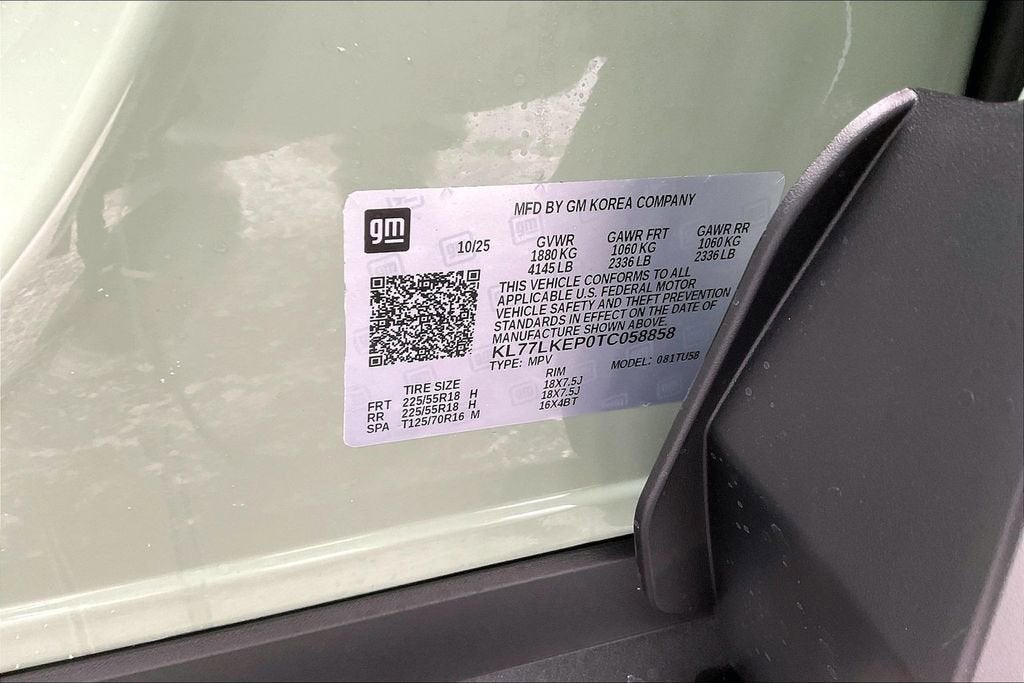 gm
MFD BY GM KOREA COMPANY
10/25 GVWR GAWR FRT GAWR RR
1880 KG 1060 KG 1060 KG
4145 LB 2336 LB 2336 LB
THIS VEHICLE CONFORMS TO ALL
APPLICABLE U.S. FEDERAL MOTOR
VEHICLE SAFETY AND THEFT PREVENTION
STANDARDS IN EFFECT ON THE DATE OF
MANUFACTURE SHOWN ABOVE.
KL77LKEP0TC058858
TYPE: MPV MODEL: 081TU58
TIRE SIZE RIM
FRT 225/55R18 H 18X7.5J
RR 225/55R18 H 18X7.5J
SPA T125/70R16 M 16X4BT